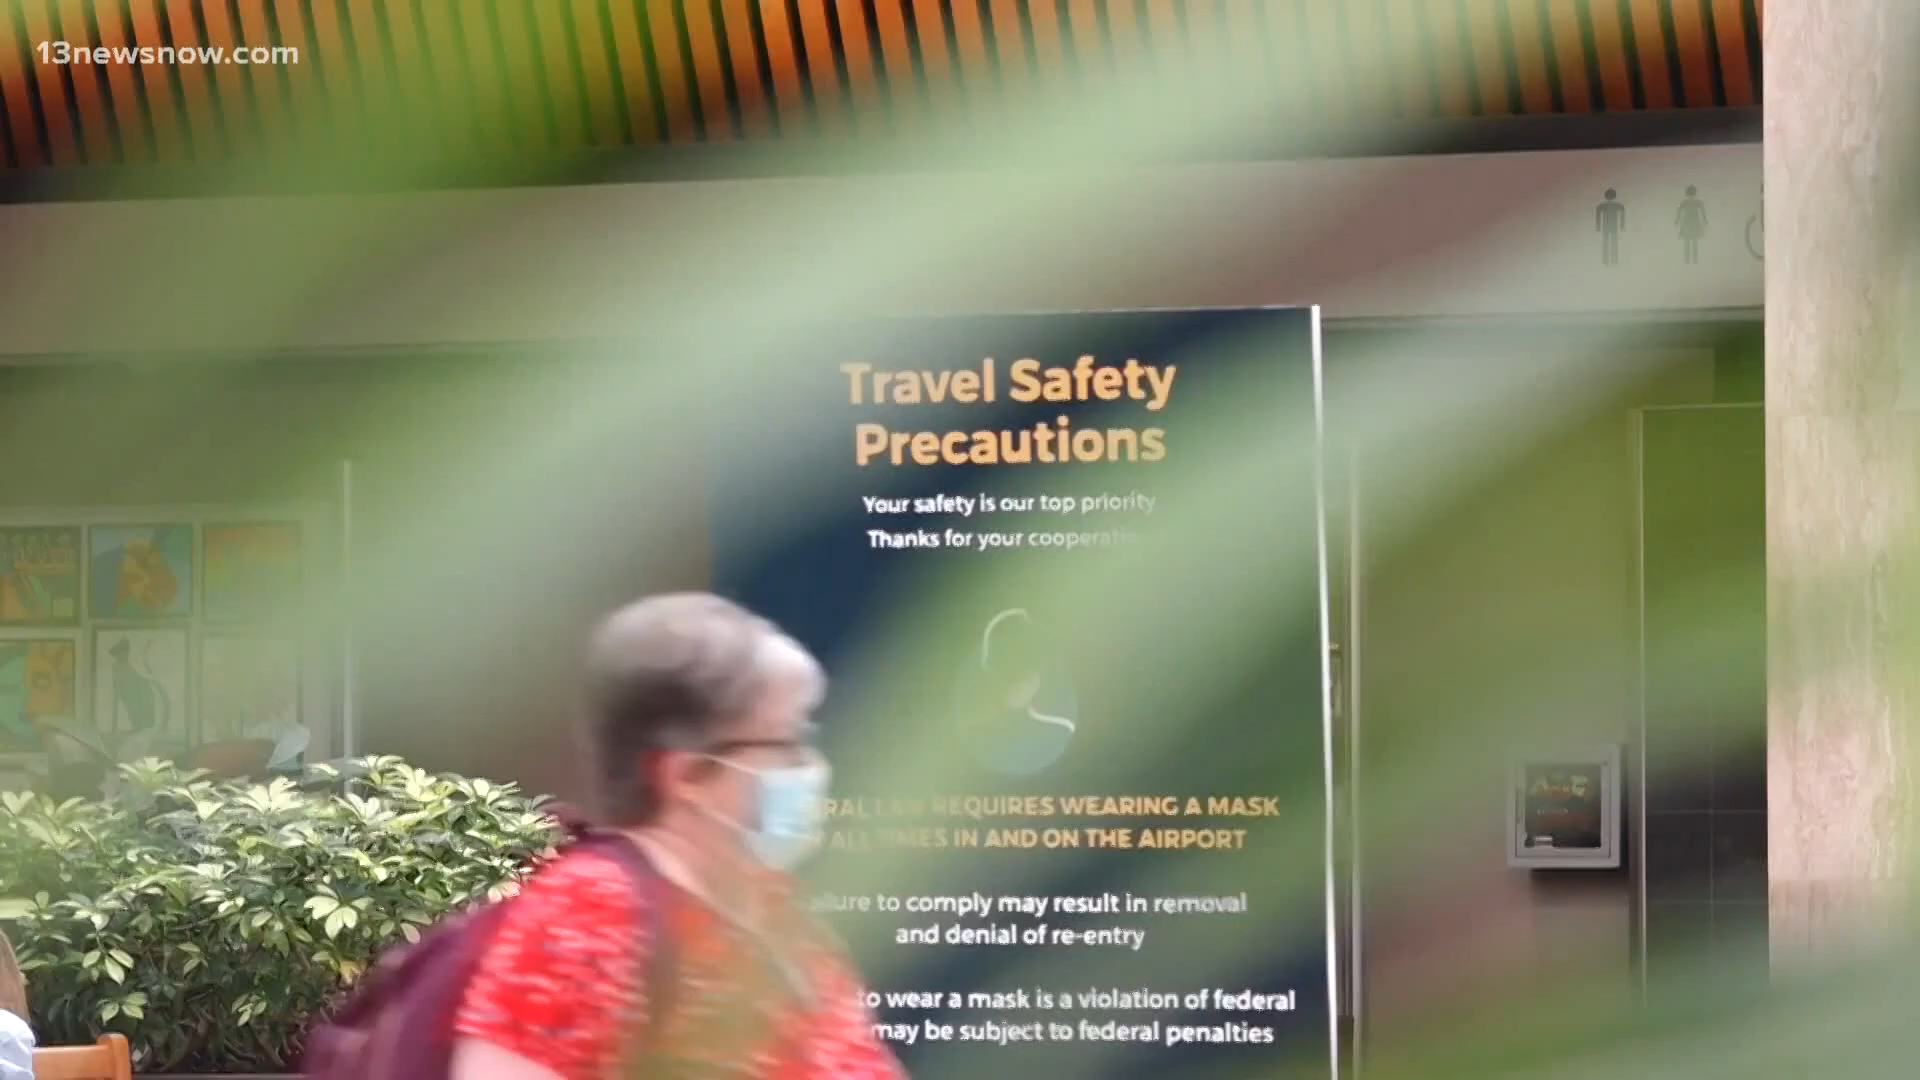 13newsnow.com
Travel Safety
Precautions
Your safety is our top priority
Thanks for your
REQUIRES WEARING A MASK
IN AND ON THE AIRPORT
to comply may result in removal
and denial of re-entry
to wear a mask is a violation of federal
may be subject to federal penalties